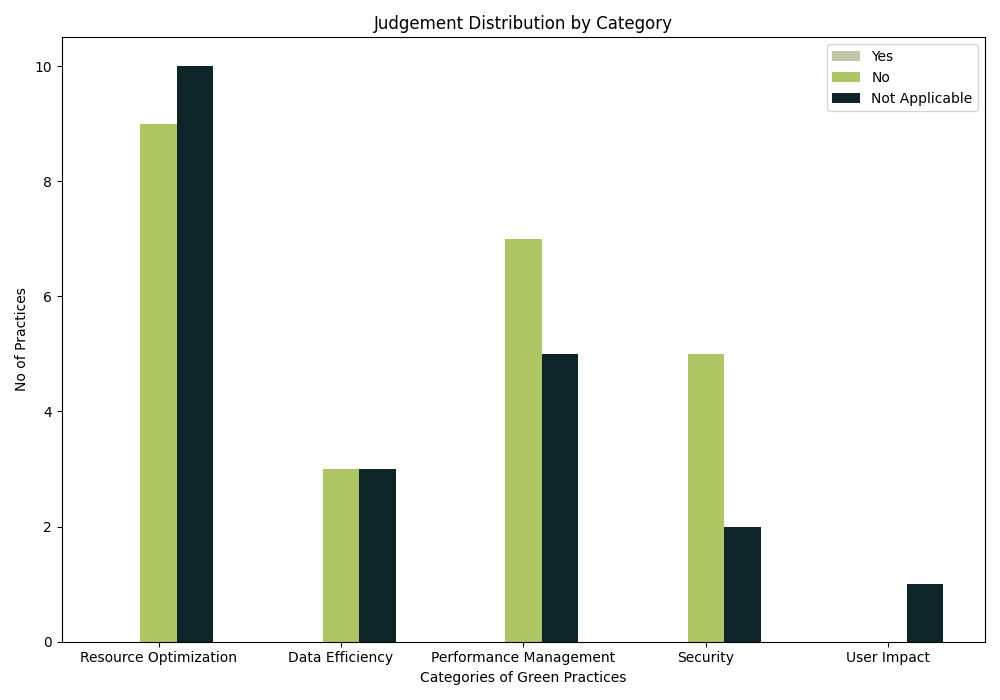 Judgement Distribution by Category
Yes
No
Not Applicable
10
8
6
4
2
0
No of Practices
Resource Optimization
Data Efficiency
Performance Management
Security
User Impact
Categories of Green Practices